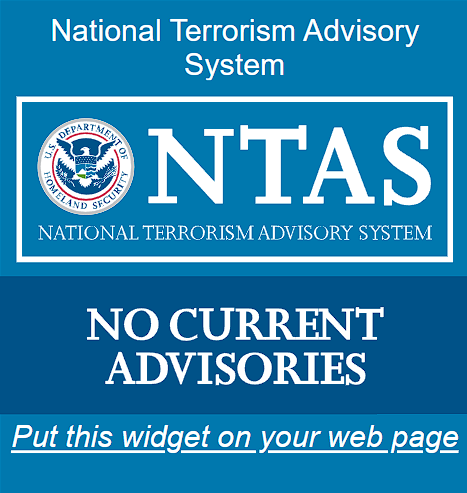 National Terrorism Advisory
System
U.S. DEPARTMENT OF
HOMELAND SECURITY
NTAS
NATIONAL TERRORISM ADVISORY SYSTEM
NO CURRENT
ADVISORIES
Put this widget on your web page